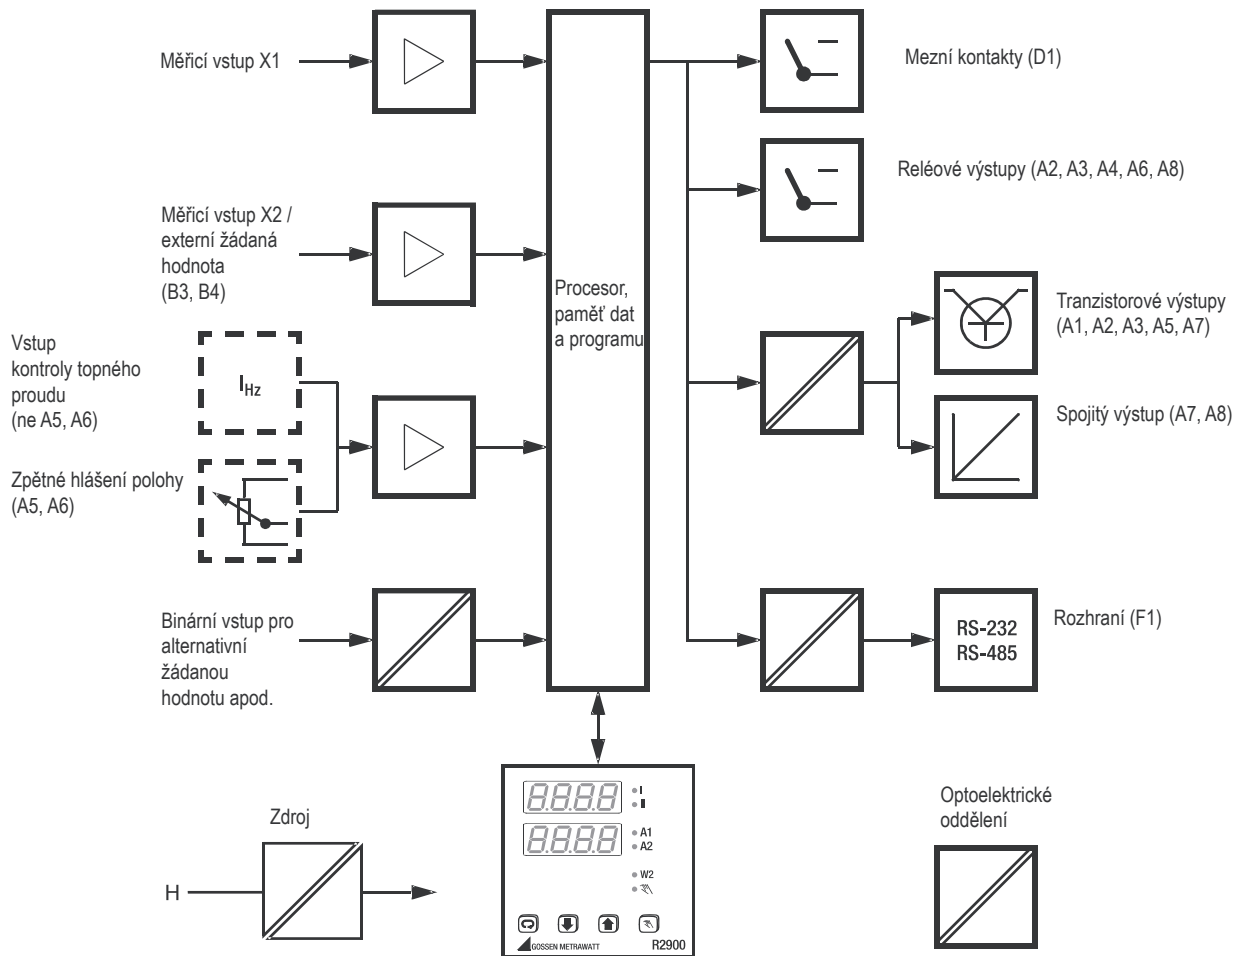 Měřicí vstup X1
Mezní kontakty (D1)
Reléové výstupy (A2, A3, A4, A6, A8)
Měřicí vstup X2 /
externí žádaná
hodnota
(B3, B4)
Procesor,
paměť dat
a programu
Tranzistorové výstupy
(A1, A2, A3, A5, A7)
Vstup
kontroly topného
proudu
(ne A5, A6)
IHz
Spojitý výstup (A7, A8)
Zpětné hlášení polohy
(A5, A6)
Binární vstup pro
alternativní
žádanou
hodnotu apod.
RS-232
RS-485
Rozhraní (F1)
Zdroj
H
8.8.8.8
I
II
8.8.8.8
A1
A2
W2
GOSSEN METRAWATT
R2900
Optoelektrické
oddělení